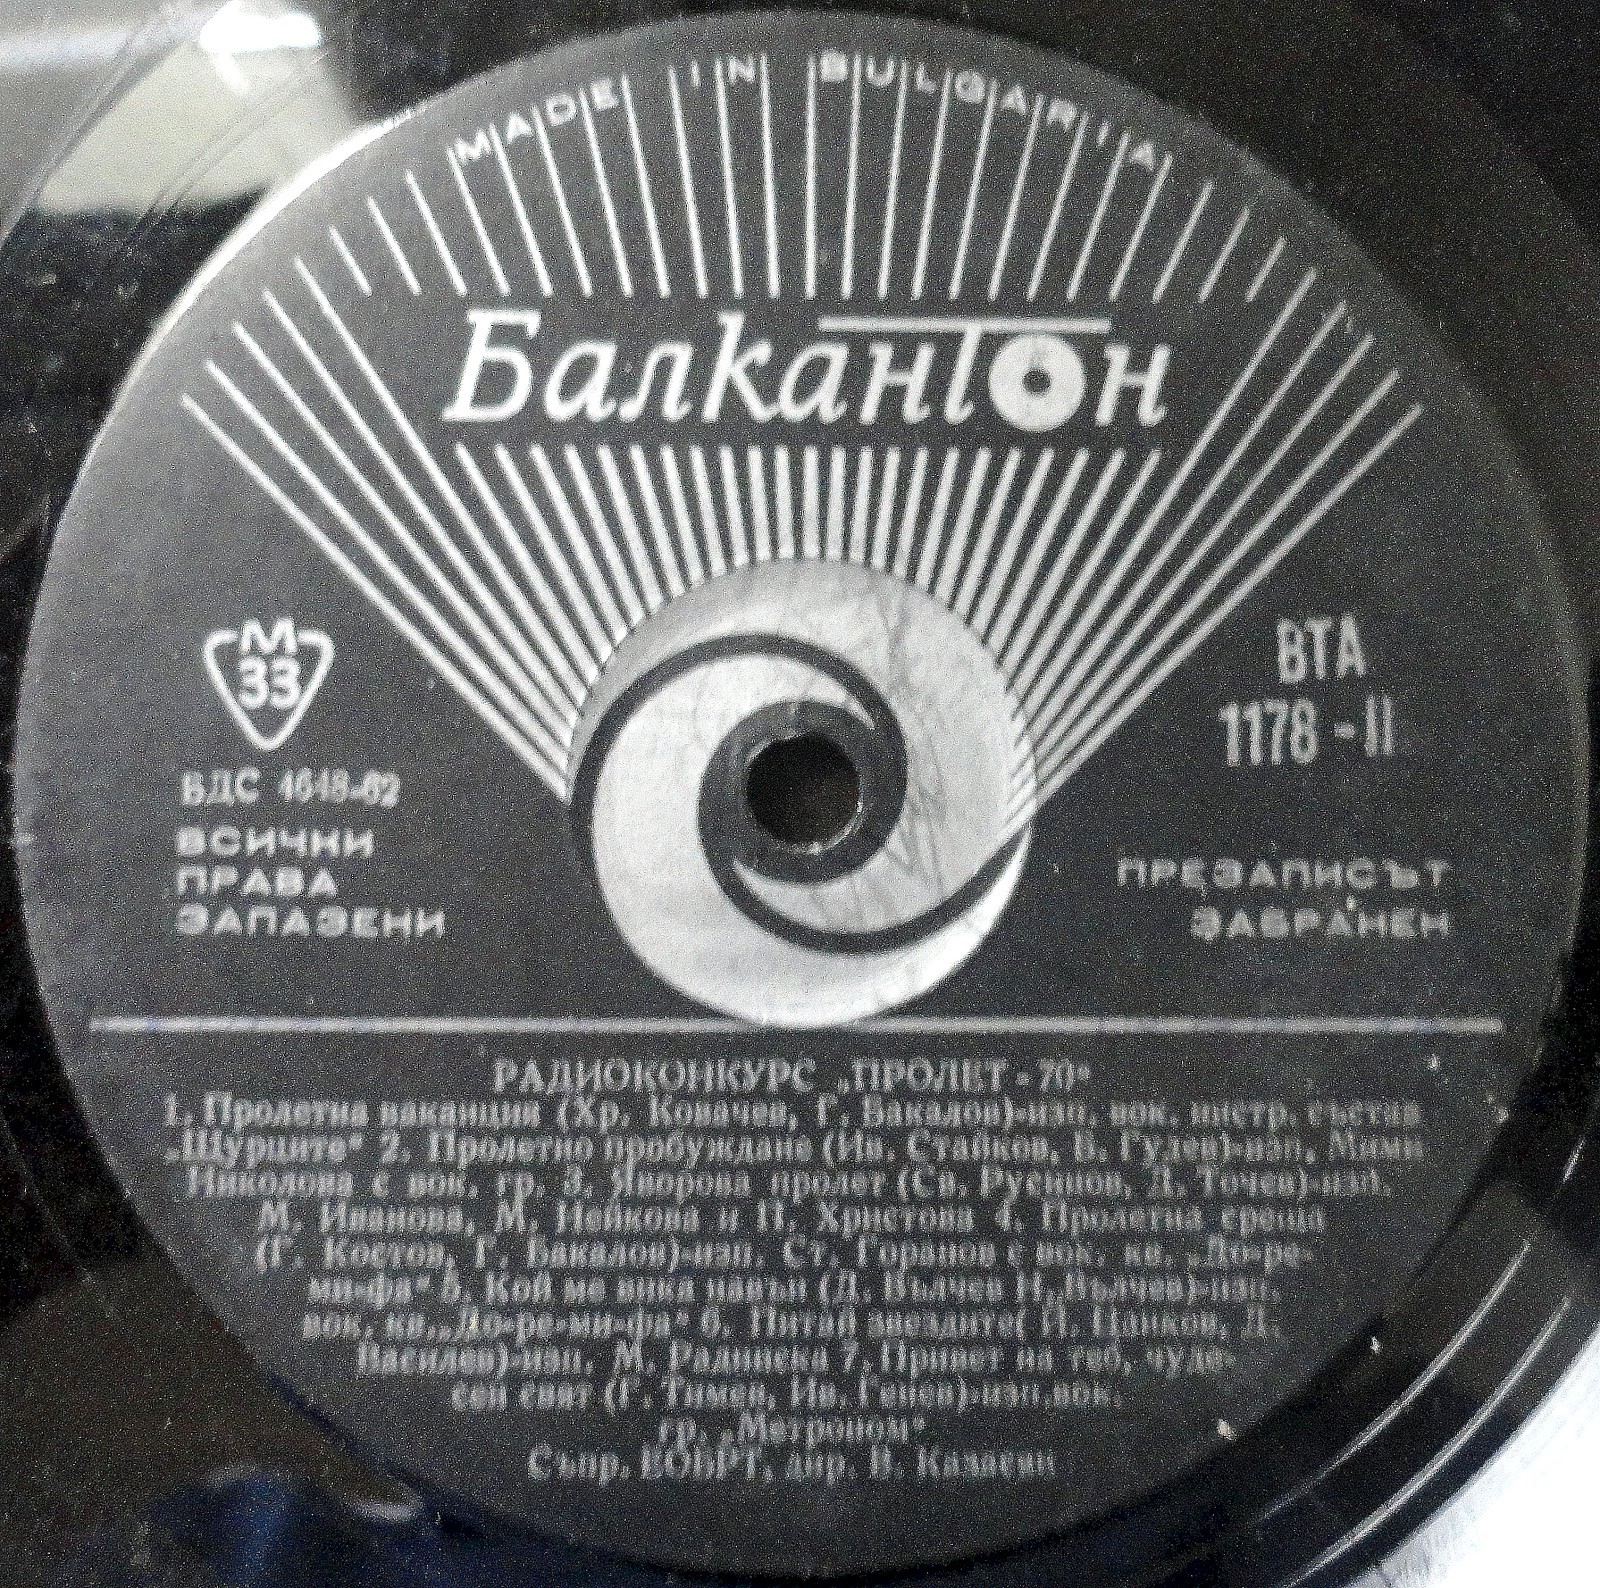 MADE IN BULGARIA
Балкантон
М
33
ВТА
1178 - II
БДС 4648-62
ВСИЧКИ
ПРАВА
ЗАПАЗЕНИ
ПРЕЗАПИСЪТ
ЗАБРАНЕН
РАДИОКОНКУРС „ПРОЛЕТ - 70“
1. Пролетна ваканция (Хр. Ковачев, Г. Бакалов)-изп. вок. инстр. гъстав
„Щурците“ 2. Пролетно пробуждане (Ив. Стайков, В. Гудев)-изп. Мими
Николова с вок. гр. 3. Яворова пролет (Св. Русинов, Д. Точев)-изп.
М. Иванова, М. Нейкова и П. Христова 4. Пролетна среща
(Г. Костов, Г. Бакалов)-изп. Ст. Горанов с вок. кв. „До-ре-
ми-фа“ 5. Кой ме вика навън (Д. Вълчев Н. Вълчев)-изп.
вок. кв. „До-ре-ми-фа“ 6. Питай звездите( Й. Цанков, Д.
Василев)-изп. М. Радинска 7. Привет на теб, чуде-
сен свят (Г. Тимев, Ив. Генев)-изп.вок.
гр. „Метроном“
Съпр. ЕОБРТ, дир. В. Казасян